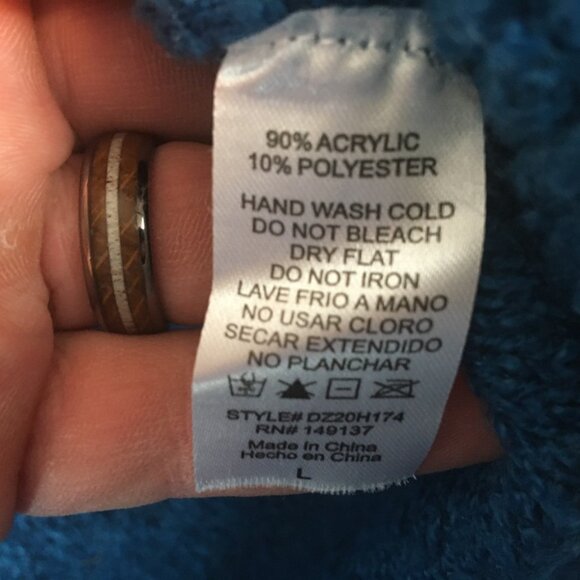 90% ACRYLIC
10% POLYESTER
HAND WASH COLD
DO NOT BLEACH
DRY FLAT
DO NOT IRON
LAVE FRIO A MANO
NO USAR CLORO
SECAR EXTENDIDO
NO PLANCHAR
STYLE# DZ20H174
RN# 149137
Made in China
Hecho en China
L